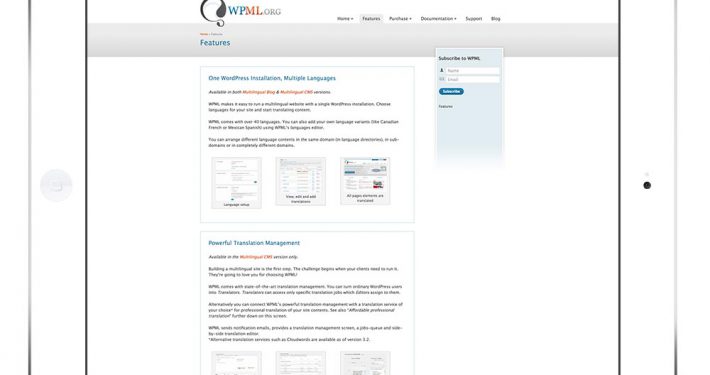 WPML.ORG
Home Features Purchase Documentation Support Blog
Home » Features
Features
Subscribe to WPML
Name
Email
Subscribe
Features
One WordPress Installation, Multiple Languages
Available in both Multilingual Blog & Multilingual CMS versions
WPML makes it easy to run a multilingual website with a single WordPress installation. Choose
languages for your site and start translating content.
WPML comes with over 40 languages. You can also add your own language variants (like Canadian
French or Mexican Spanish) using WPML's languages editor.
You can arrange different language contents in the same domain (in language directories), in sub-
domains or in completely different domains.
Language setup
View, edit and add
translations
All pages elements are
translated
Powerful Translation Management
Available in the Multilingual CMS version only.
Building a multilingual site is the first step. The challenge begins when your clients need to run it.
They're going to love you for choosing WPML!
WPML comes with state-of-the-art translation management. You can turn ordinary WordPress users
into Translators. Translators can access only specific translation jobs which Editors assign to them.
Alternatively you can connect WPML's powerful translation management with a translation service of
your choice* for professional translation of your site contents. See also "Affordable professional
translation" further down on this screen.
WPML sends notification emails, provides a translation management screen, a jobs-queue and side-
by-side translation editor.
*Alternative translation services such as Cloudwords are available as of version 3.2.